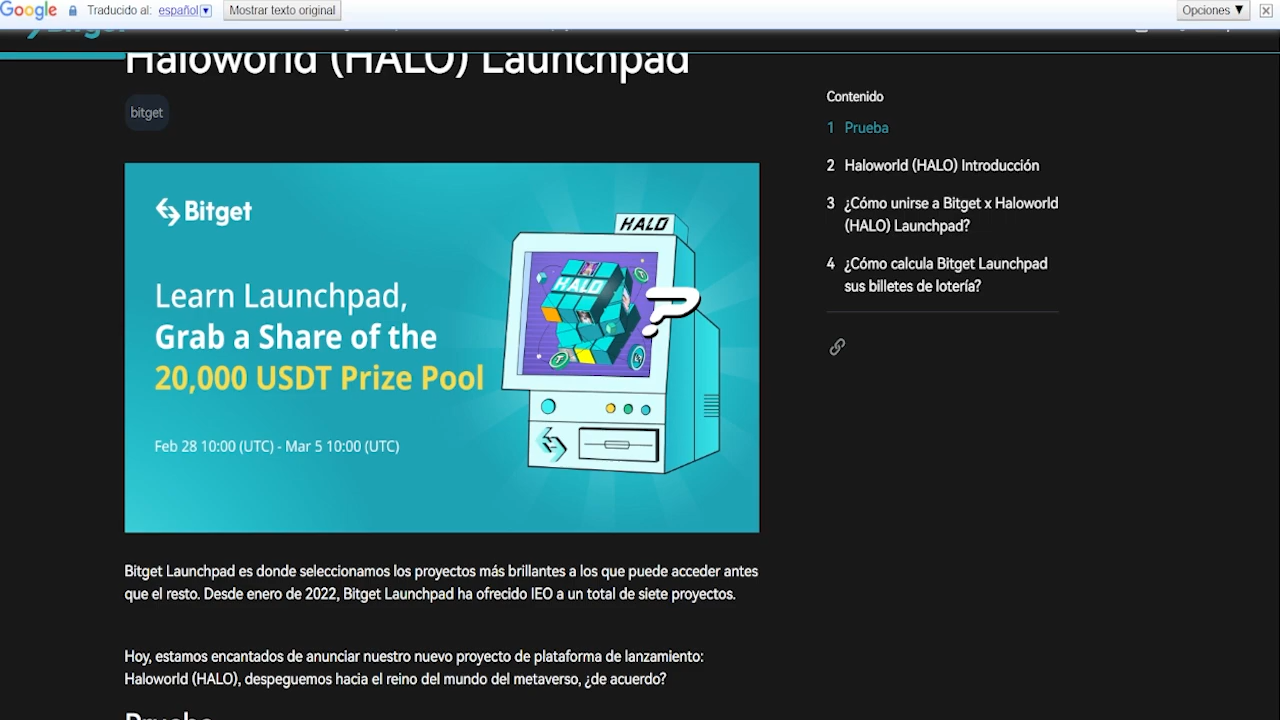 Google Traducido al: español Mostrar texto original Opciones ▼
Haloworld (HALO) Launchpad
bitget
Bitget
HALO
HALO
Learn Launchpad,
Grab a Share of the
20,000 USDT Prize Pool
Feb 28 10:00 (UTC) - Mar 5 10:00 (UTC)
Bitget Launchpad es donde seleccionamos los proyectos más brillantes a los que puede acceder antes
que el resto. Desde enero de 2022, Bitget Launchpad ha ofrecido IEO a un total de siete proyectos.
Hoy, estamos encantados de anunciar nuestro nuevo proyecto de plataforma de lanzamiento:
Haloworld (HALO), despeguemos hacia el reino del mundo del metaverso, ¿de acuerdo?
Prueba
Contenido
1 Prueba
2 Haloworld (HALO) Introducción
3 ¿Cómo unirse a Bitget x Haloworld
(HALO) Launchpad?
4 ¿Cómo calcula Bitget Launchpad
sus billetes de lotería?